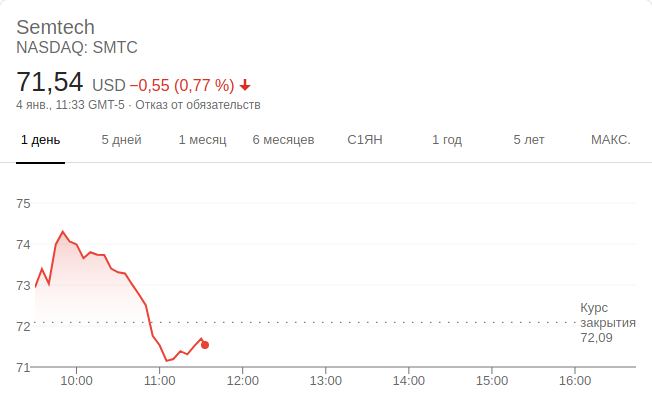 Semtech
NASDAQ: SMTC
71,54 USD −0,55 (0,77 %)
4 янв., 11:33 GMT-5 · Отказ от обязательств
1 день 5 дней 1 месяц 6 месяцев С1ЯН 1 год 5 лет МАКС.
75
74
73
72
71
Курс
закрытия
72,09
10:00 11:00 12:00 13:00 14:00 15:00 16:00